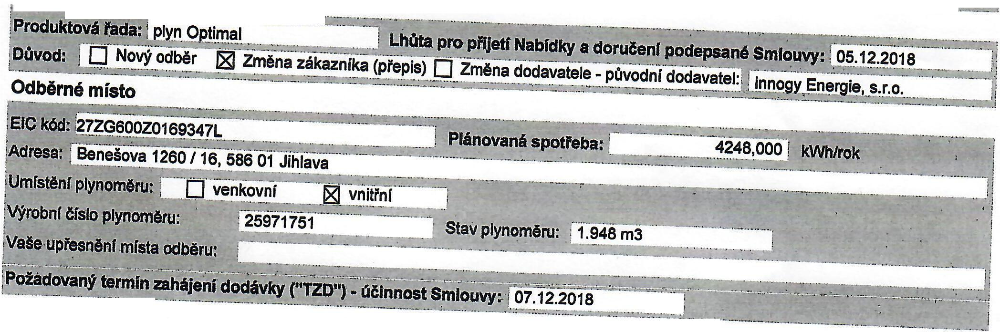 Produktová řada: plyn Optimal Lhůta pro přijetí Nabídky a doručení podepsané Smlouvy: 05.12.2018
Důvod: ☐ Nový odběr ☒ Změna zákazníka (přepis) ☐ Změna dodavatele - původní dodavatel: innogy Energie, s.r.o.
Odběrné místo
EIC kód: 27ZG600Z0169347L Plánovaná spotřeba: 4248,000 kWh/rok
Adresa: Benešova 1260 / 16, 586 01 Jihlava
Umístění plynoměru: ☐ venkovní ☒ vnitřní
Výrobní číslo plynoměru: 25971751 Stav plynoměru: 1.948 m3
Vaše upřesnění místa odběru:
Požadovaný termín zahájení dodávky ("TZD") - účinnost Smlouvy: 07.12.2018